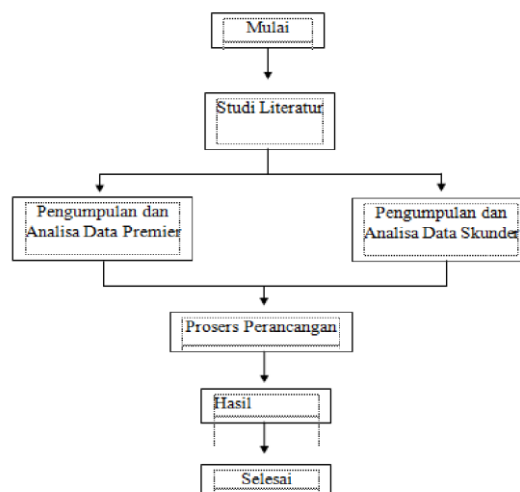 Mulai
Studi Literatur
Pengumpulan dan
Analisa Data Premier
Pengumpulan dan
Analisa Data Skunder
Prosers Perancangan
Hasil
Selesai